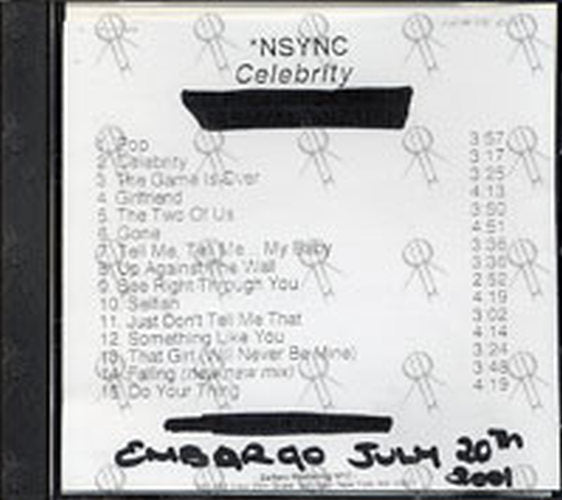 *NSYNC
Celebrity
1. Pop 3:57
2. Celebrity 3:17
3. The Game Is Over 3:25
4. Girlfriend 4:13
5. The Two Of Us 3:50
6. Gone 4:51
7. Tell Me, Tell Me... My Baby 3:36
8. Up Against The Wall 3:36
9. See Right Through You 2:52
10. Selfish 4:19
11. Just Don't Tell Me That 3:02
12. Something Like You 4:14
13. That Girl (Will Never Be Mine) 3:24
14. Falling (new new mix) 3:48
15. Do Your Thing 4:19
EMBARGO JULY 20th
2001